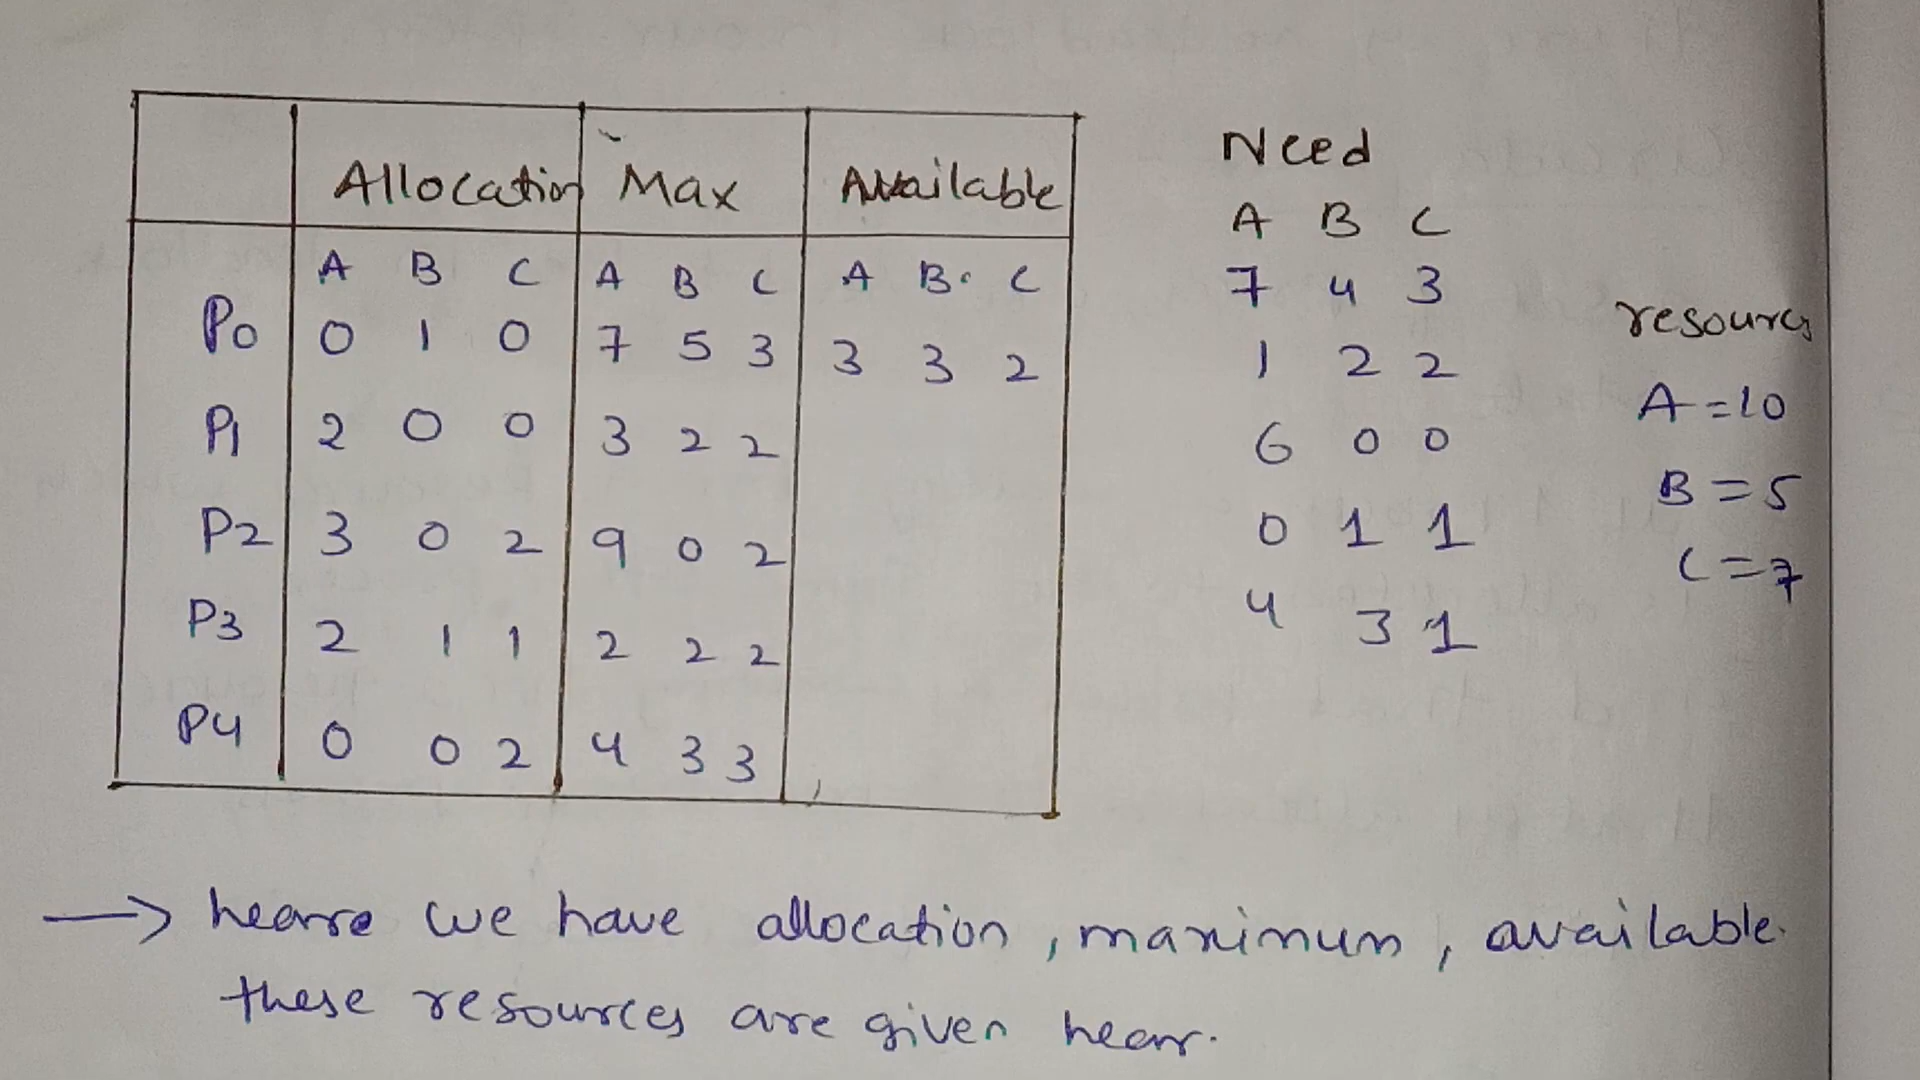 Allocation Max Available
A B C A B C A B C
P0 0 1 0 7 5 3 3 3 2
P1 2 0 0 3 2 2
P2 3 0 2 9 0 2
P3 2 1 1 2 2 2
P4 0 0 2 4 3 3
Need
A B C
7 4 3
1 2 2
6 0 0
0 1 1
4 3 1
A = 10
B = 5
C = 7
→ we have allocation, maximum, available.
these resources are given hear.